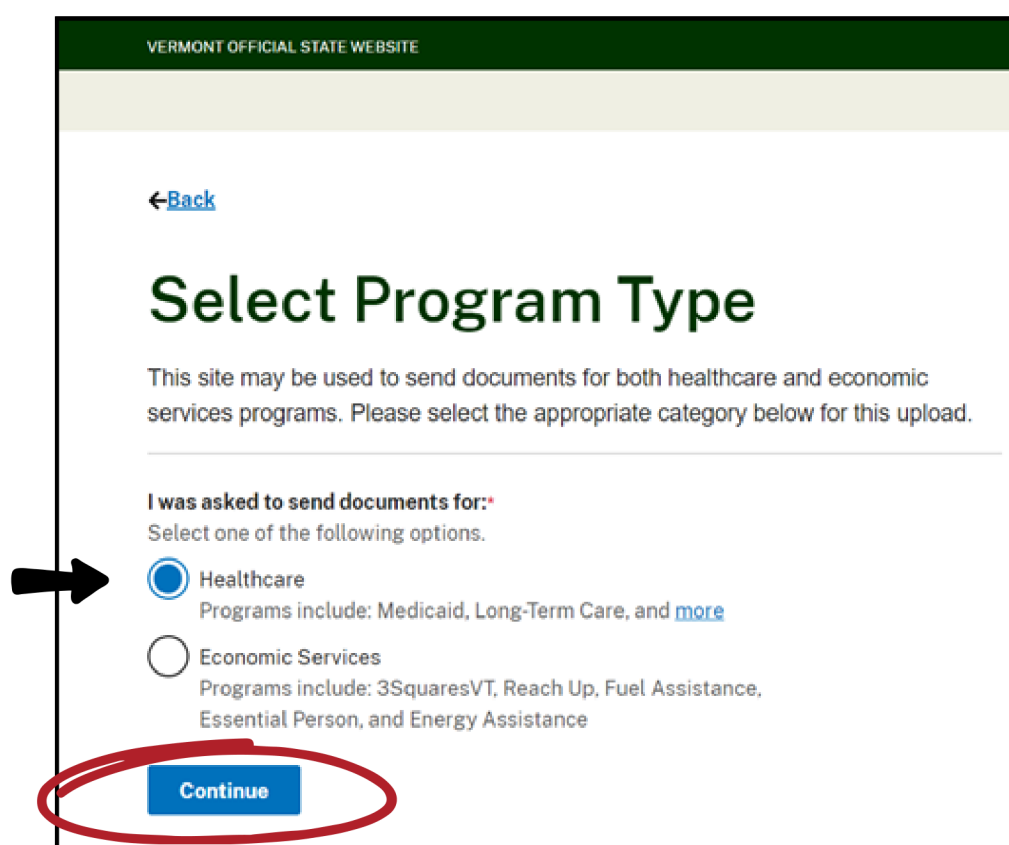 VERMONT OFFICIAL STATE WEBSITE
←Back
Select Program Type
This site may be used to send documents for both healthcare and economic
services programs. Please select the appropriate category below for this upload.
I was asked to send documents for:*
Select one of the following options.
Healthcare
Programs include: Medicaid, Long-Term Care, and more
Economic Services
Programs include: 3SquaresVT, Reach Up, Fuel Assistance,
Essential Person, and Energy Assistance
Continue